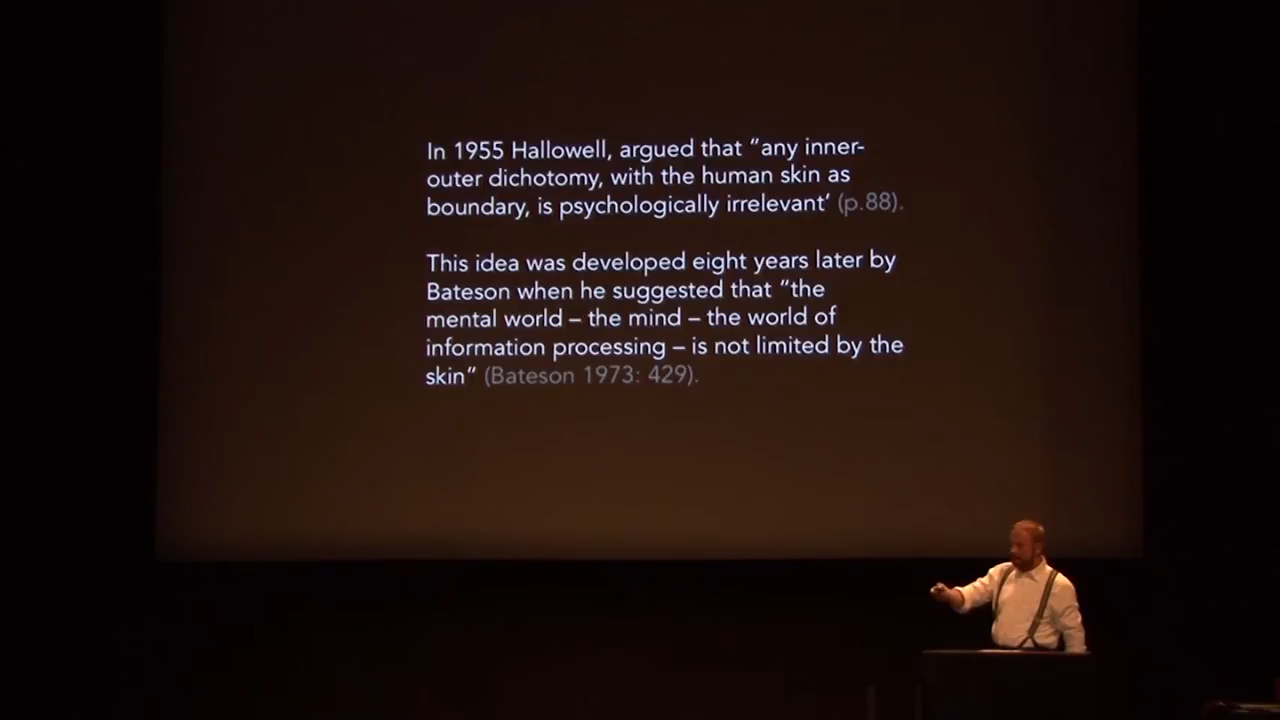 In 1955 Hallowell, argued that “any inner-
outer dichotomy, with the human skin as
boundary, is psychologically irrelevant’ (p.88).
This idea was developed eight years later by
Bateson when he suggested that “the
mental world – the mind – the world of
information processing – is not limited by the
skin” (Bateson 1973: 429).